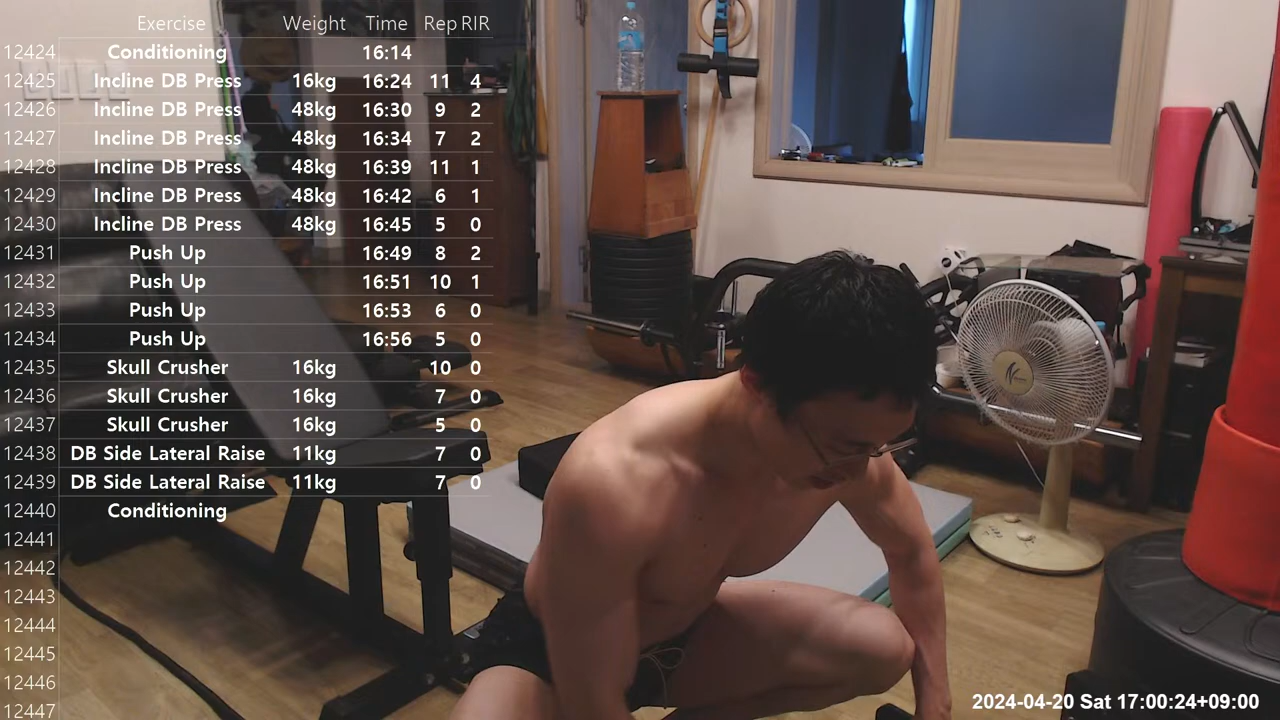 Exercise Weight Time Rep RIR
12424 Conditioning 16:14
12425 Incline DB Press 16kg 16:24 11 4
12426 Incline DB Press 48kg 16:30 9 2
12427 Incline DB Press 48kg 16:34 7 2
12428 Incline DB Press 48kg 16:39 11 1
12429 Incline DB Press 48kg 16:42 6 1
12430 Incline DB Press 48kg 16:45 5 0
12431 Push Up 16:49 8 2
12432 Push Up 16:51 10 1
12433 Push Up 16:53 6 0
12434 Push Up 16:56 5 0
12435 Skull Crusher 16kg 10 0
12436 Skull Crusher 16kg 7 0
12437 Skull Crusher 16kg 5 0
12438 DB Side Lateral Raise 11kg 7 0
12439 DB Side Lateral Raise 11kg 7 0
12440 Conditioning
12441
12442
12443
12444
12445
12446
12447
2024-04-20 Sat 17:00:24+09:00